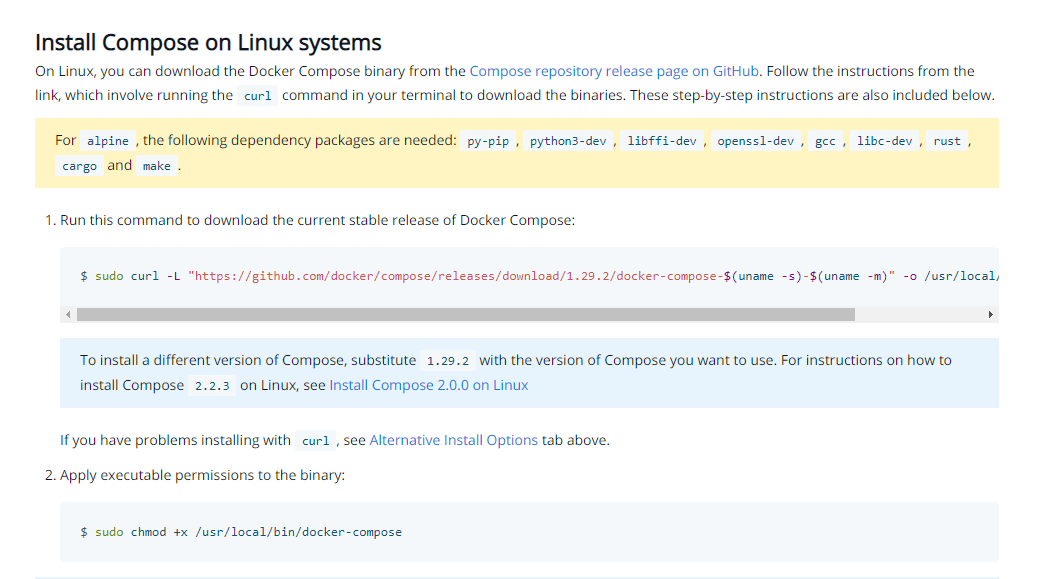 Install Compose on Linux systems
On Linux, you can download the Docker Compose binary from the Compose repository release page on GitHub. Follow the instructions from the
link, which involve running the curl command in your terminal to download the binaries. These step-by-step instructions are also included below.
For alpine , the following dependency packages are needed: py-pip , python3-dev , libffi-dev , openssl-dev , gcc , libc-dev , rust ,
cargo and make .
1. Run this command to download the current stable release of Docker Compose:
$ sudo curl -L "https://github.com/docker/compose/releases/download/1.29.2/docker-compose-$(uname -s)-$(uname -m)" -o /usr/local/
To install a different version of Compose, substitute 1.29.2 with the version of Compose you want to use. For instructions on how to
install Compose 2.2.3 on Linux, see Install Compose 2.0.0 on Linux
If you have problems installing with curl , see Alternative Install Options tab above.
2. Apply executable permissions to the binary:
$ sudo chmod +x /usr/local/bin/docker-compose